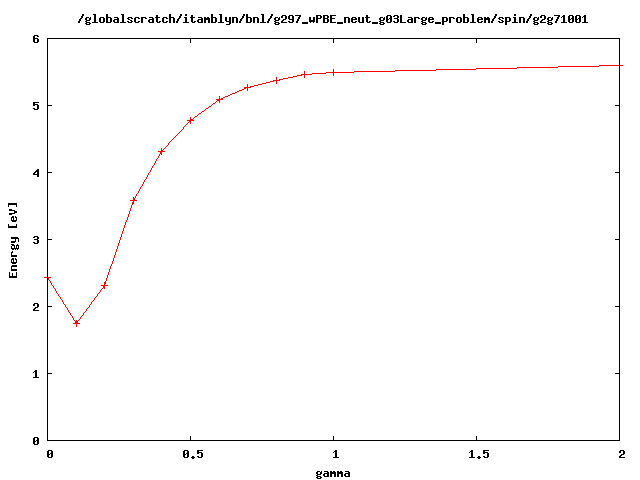 /globalscratch/itamblyn/bnl/g297_wPBE_neut_g03Large_problem/spin/g2g71001
6
5
4
3
2
1
0
Energy [eV]
0 0.5 1 1.5 2
gamma